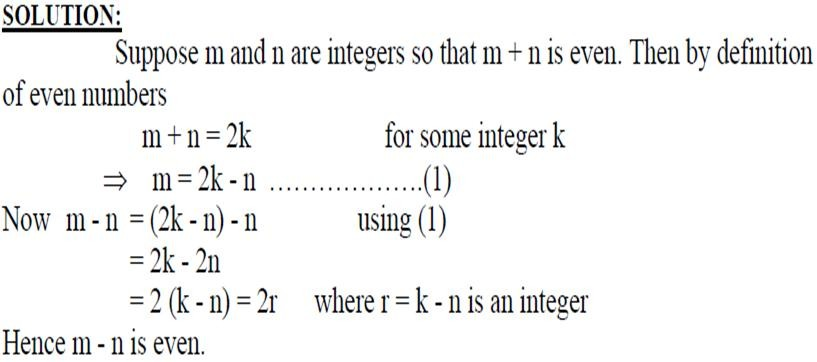 SOLUTION:
Suppose m and n are integers so that m + n is even. Then by definition
of even numbers
m + n = 2k for some integer k
⇒ m = 2k - n ...................(1)
Now m - n = (2k - n) - n using (1)
= 2k - 2n
= 2 (k - n) = 2r where r = k - n is an integer
Hence m - n is even.